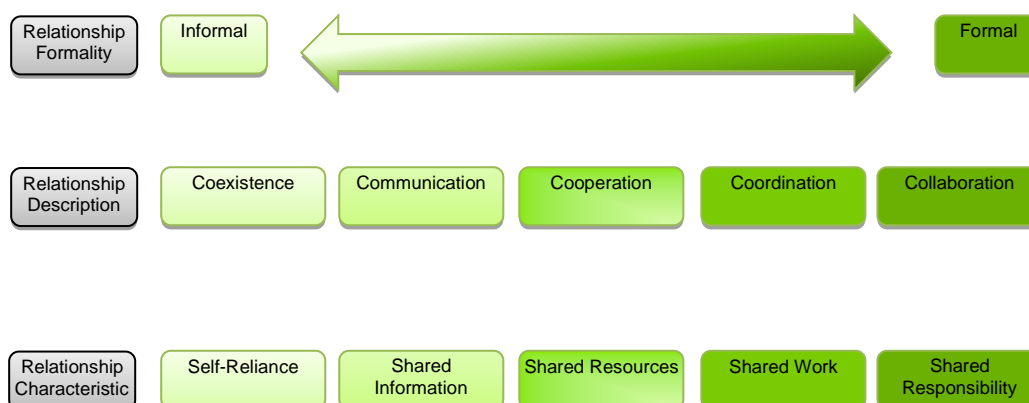 Relationship
Formality
Informal
Formal
Relationship
Description
Coexistence
Communication
Cooperation
Coordination
Collaboration
Relationship
Characteristic
Self-Reliance
Shared
Information
Shared Resources
Shared Work
Shared
Responsibility